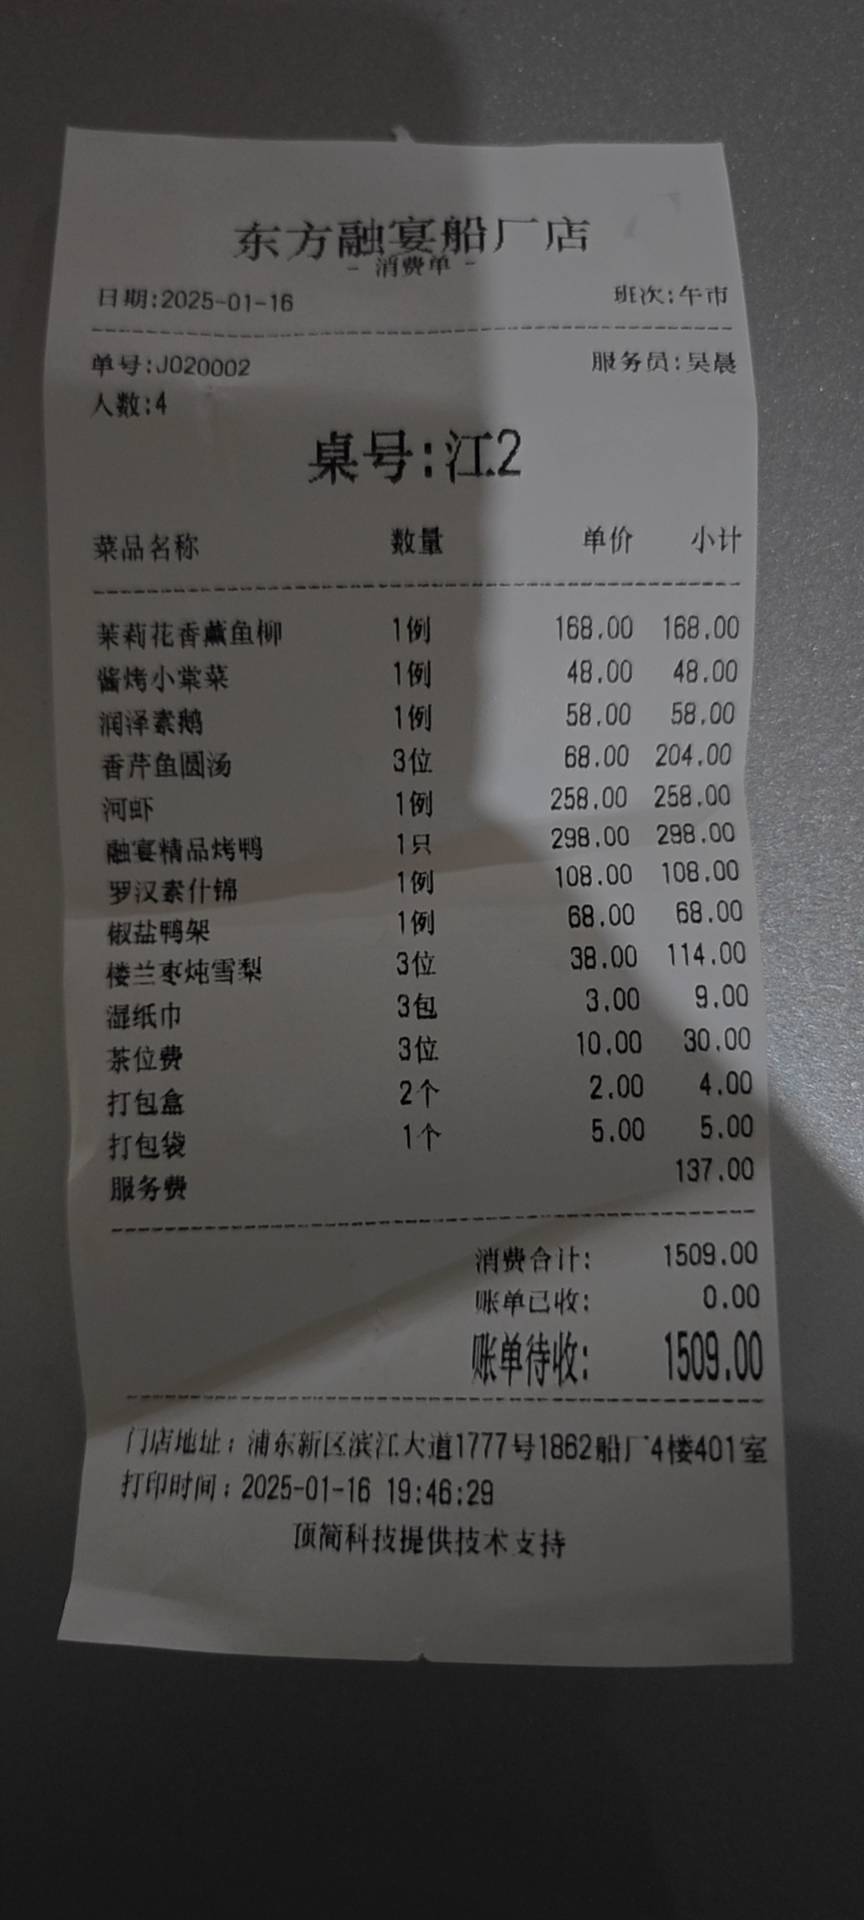 东方融宴船厂店
- 消费单 -
日期:2025-01-16 班次:午市
单号:J020002 服务员:吴晨
人数:4
桌号:江2
菜品名称 数量 单价 小计
茉莉花香薰鱼柳 1例 168.00 168.00
酱烤小棠菜 1例 48.00 48.00
润泽素鹅 1例 58.00 58.00
香芹鱼圆汤 3位 68.00 204.00
河虾 1例 258.00 258.00
融宴精品烤鸭 1只 298.00 298.00
罗汉素什锦 1例 108.00 108.00
椒盐鸭架 1例 68.00 68.00
楼兰枣炖雪梨 3位 38.00 114.00
湿纸巾 3包 3.00 9.00
茶位费 3位 10.00 30.00
打包盒 2个 2.00 4.00
打包袋 1个 5.00 5.00
服务费 137.00
消费合计: 1509.00
账单已收: 0.00
账单待收: 1509.00
门店地址：浦东新区滨江大道1777号1862船厂4楼401室
打印时间：2025-01-16 19:46:29
顶简科技提供技术支持